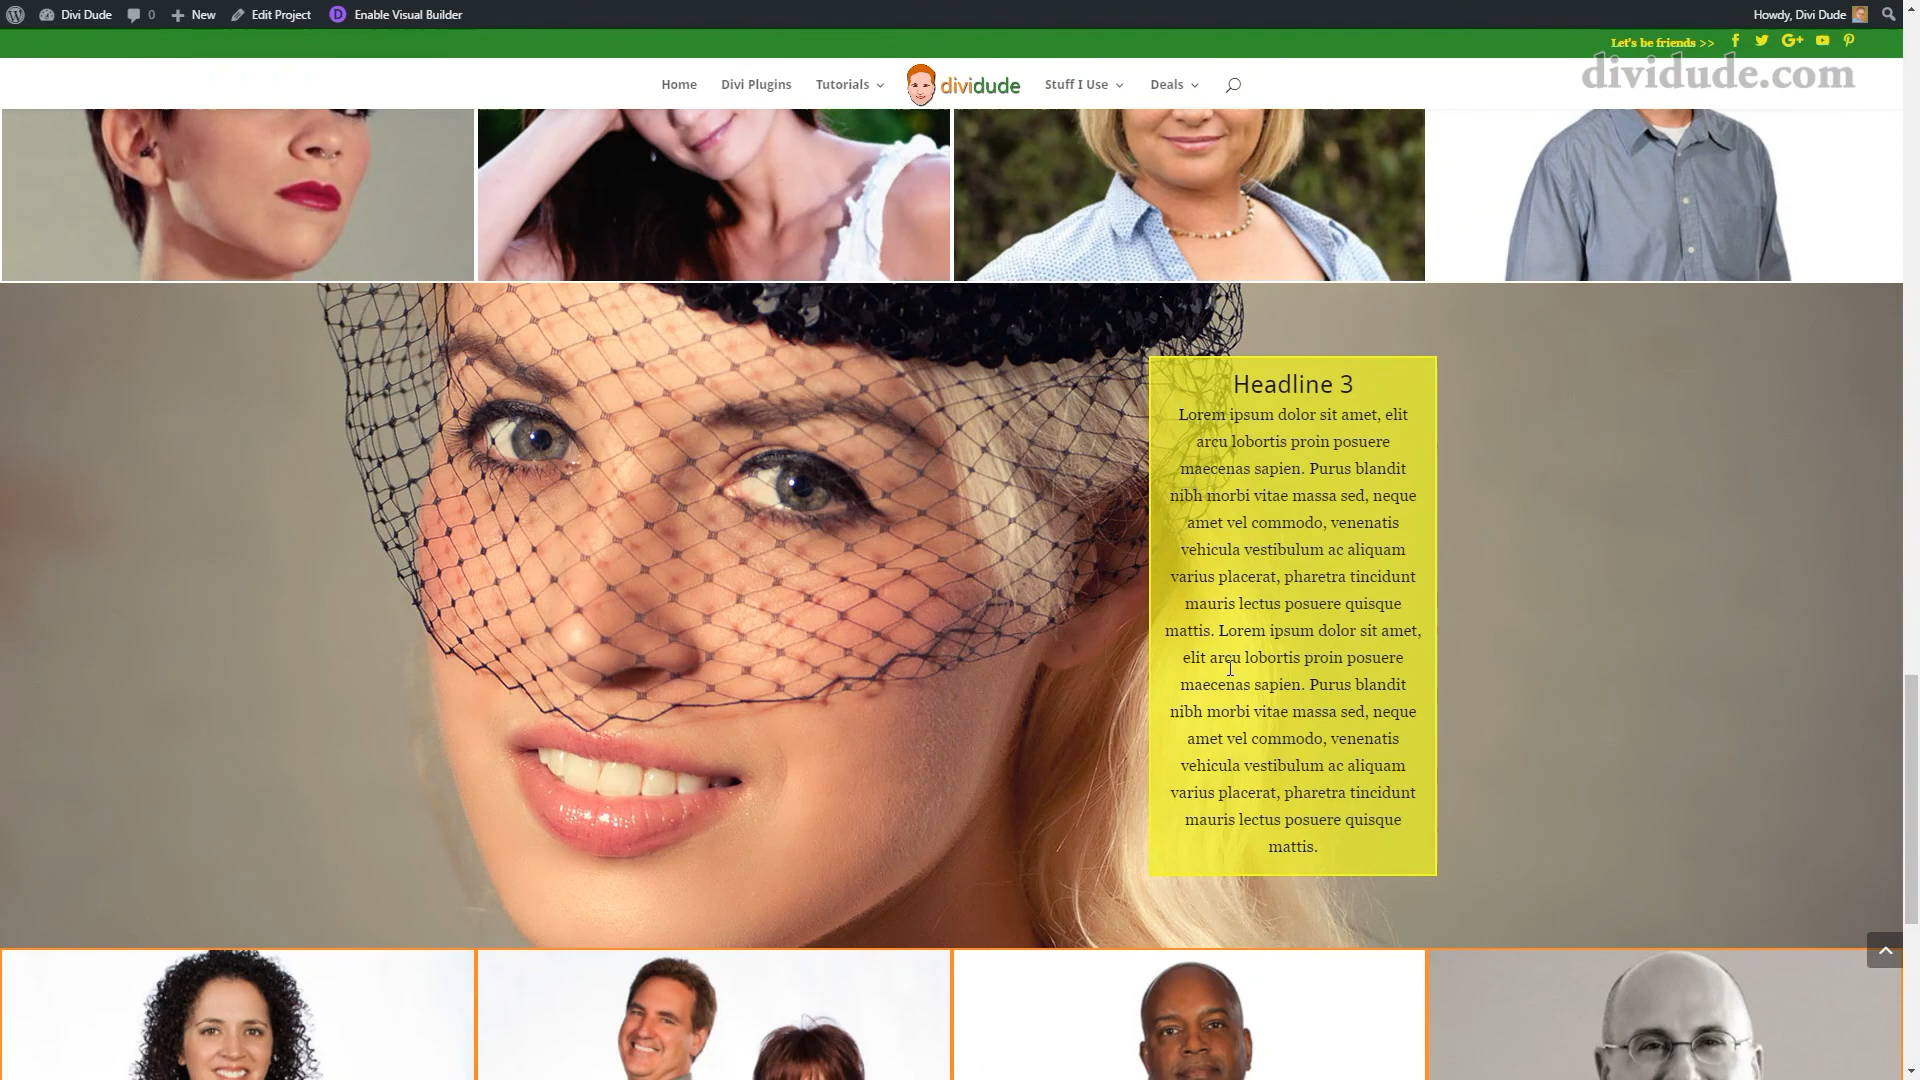 Divi Dude 0 New Edit Project Enable Visual Builder Howdy, Divi Dude
Let's be friends >>
dividude.com
Home Divi Plugins Tutorials dividude Stuff I Use Deals
Headline 3
Lorem ipsum dolor sit amet, elit
arcu lobortis proin posuere
maecenas sapien. Purus blandit
nibh morbi vitae massa sed, neque
amet vel commodo, venenatis
vehicula vestibulum ac aliquam
varius placerat, pharetra tincidunt
mauris lectus posuere quisque
mattis. Lorem ipsum dolor sit amet,
elit arcu lobortis proin posuere
maecenas sapien. Purus blandit
nibh morbi vitae massa sed, neque
amet vel commodo, venenatis
vehicula vestibulum ac aliquam
varius placerat, pharetra tincidunt
mauris lectus posuere quisque
mattis.